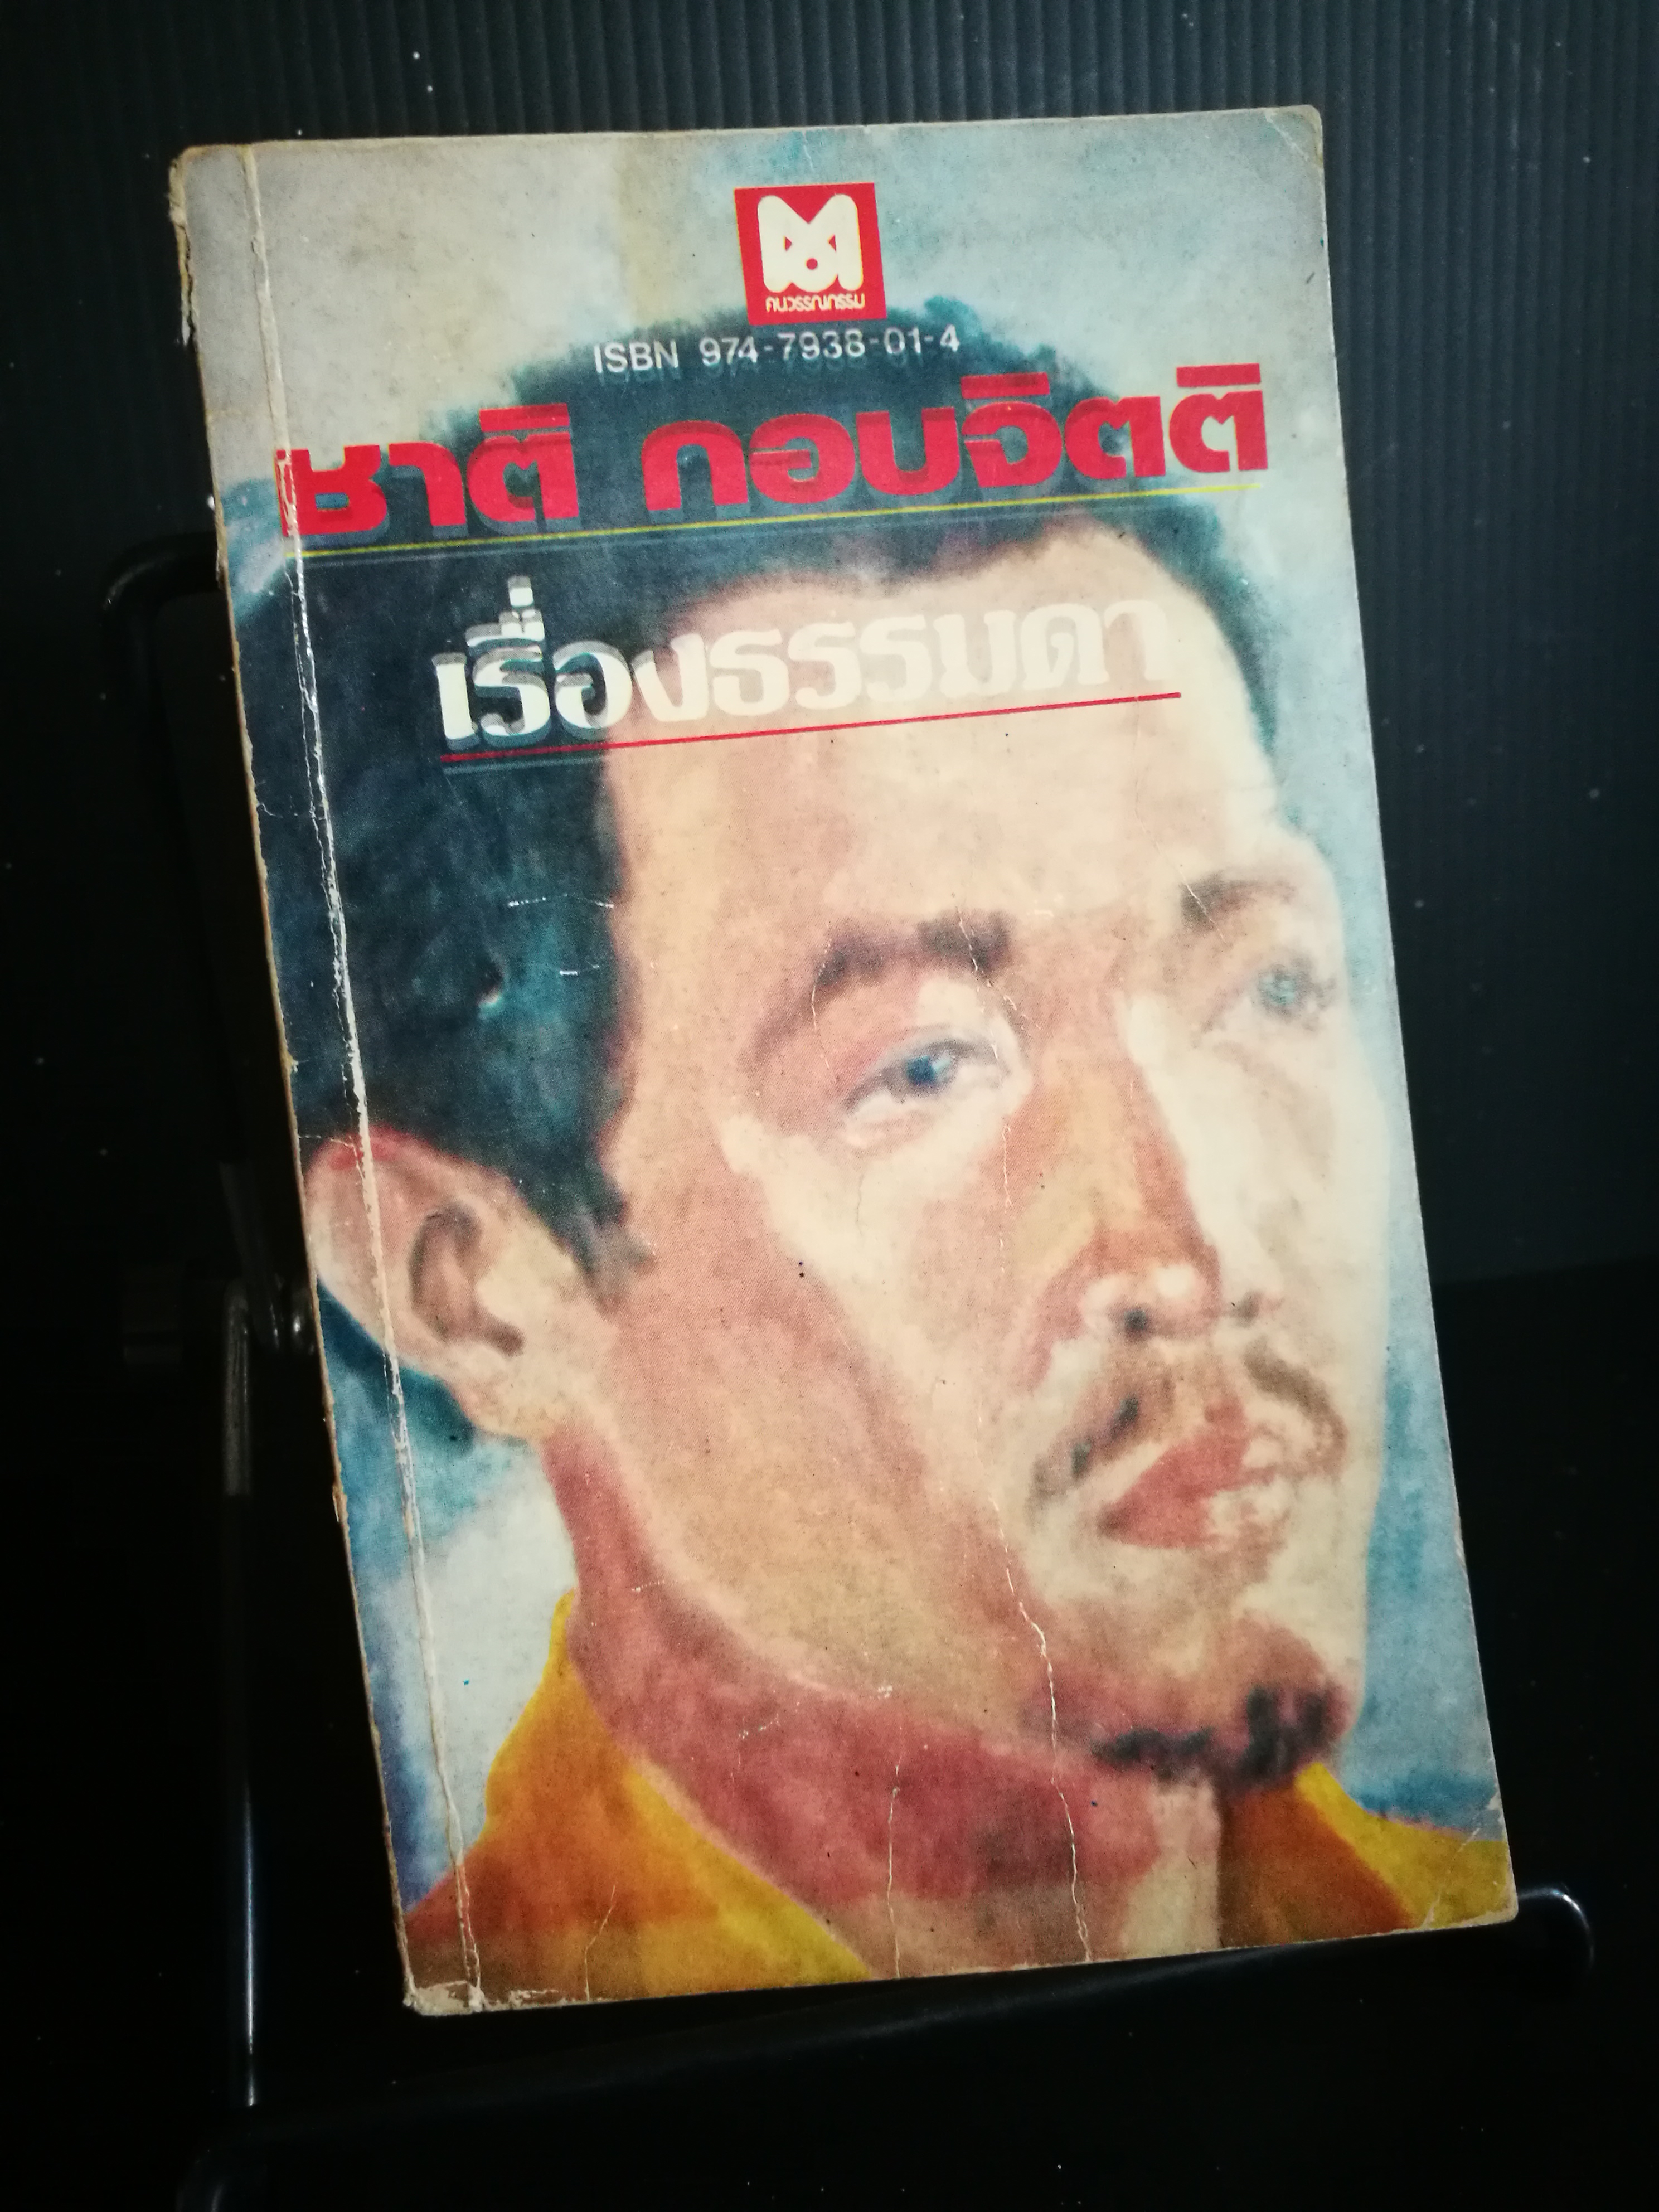 คนวรรณกรรม
ISBN 974-7938-01-4
ชาติ กอบจิตติ
เรื่องธรรมดา